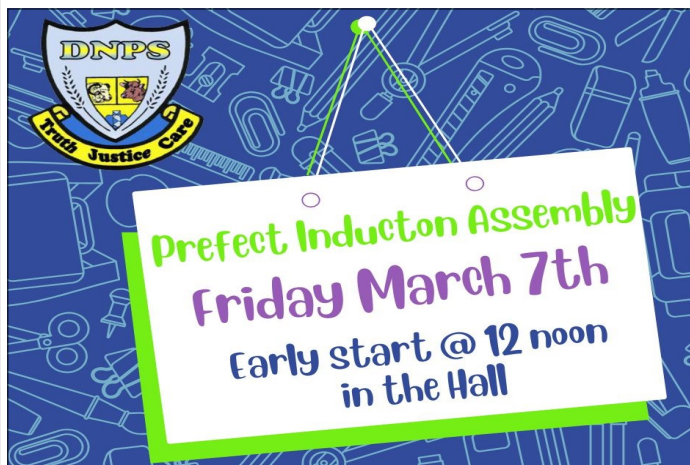 DNPS
Truth Justice Care
Prefect Inducton Assembly
Friday March 7th
Early start @ 12 noon
in the Hall